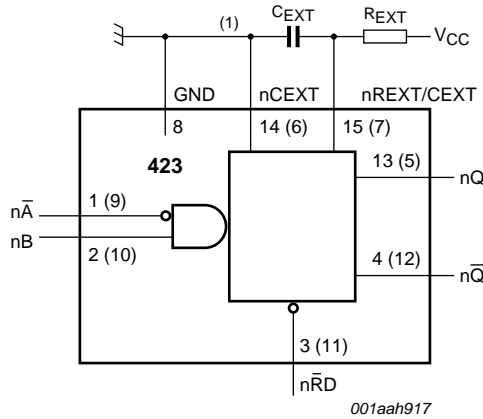 (1)
CEXT
REXT
VCC
GND
nCEXT
nREXT/CEXT
8
14 (6)
15 (7)
423
13 (5)
nQ
nA̅
1 (9)
nB
2 (10)
4 (12)
nQ̅
3 (11)
nR̅D
001aah917